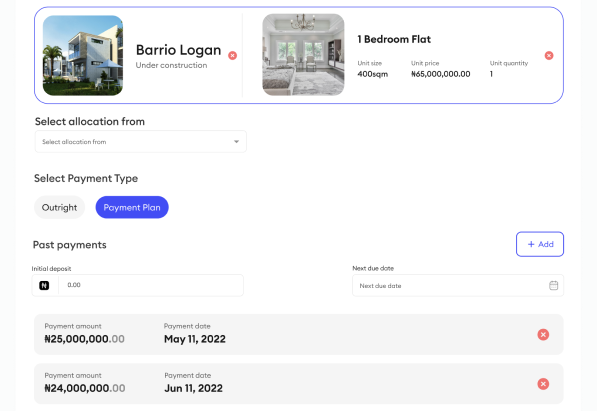 Barrio Logan
Under construction
1 Bedroom Flat
Unit size Unit price Unit quantity
400sqm ₦65,000,000.00 1
Select allocation from
Select allocation from
Select Payment Type
Outright Payment Plan
Past payments + Add
Initial deposit Next due date
₦ 0.00 Next due date
Payment amount Payment date
₦25,000,000.00 May 11, 2022
Payment amount Payment date
₦24,000,000.00 Jun 11, 2022